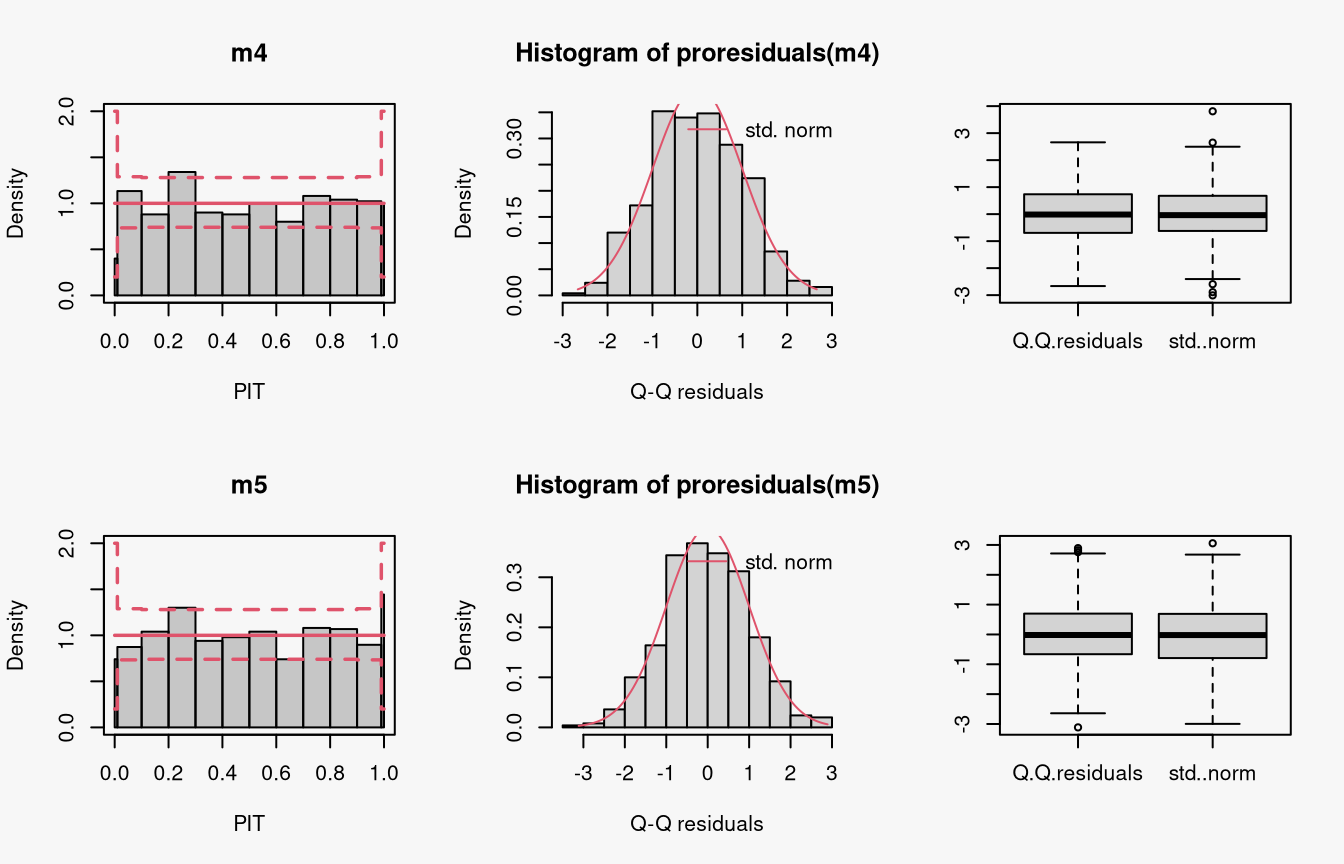 m4
Density
0.0 1.0 2.0
0.0 0.2 0.4 0.6 0.8 1.0
PIT
Histogram of proresiduals(m4)
Density
0.00 0.15 0.30
std. norm
-3 -2 -1 0 1 2 3
Q-Q residuals
-3 -1 1 3
Q.Q.residuals std..norm
m5
Density
0.0 1.0 2.0
0.0 0.2 0.4 0.6 0.8 1.0
PIT
Histogram of proresiduals(m5)
Density
0.0 0.1 0.2 0.3
std. norm
-3 -2 -1 0 1 2 3
Q-Q residuals
-3 -1 1 3
Q.Q.residuals std..norm